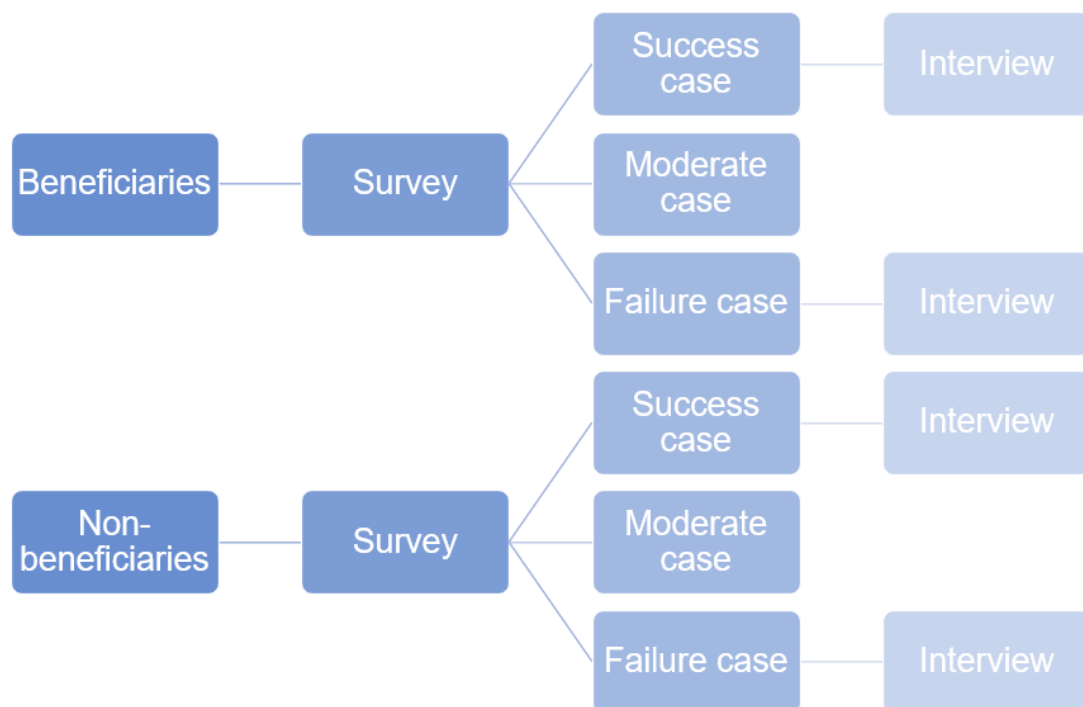 Success
case
Interview
Beneficiaries
Survey
Moderate
case
Failure case
Interview
Success
case
Interview
Non-
beneficiaries
Survey
Moderate
case
Failure case
Interview